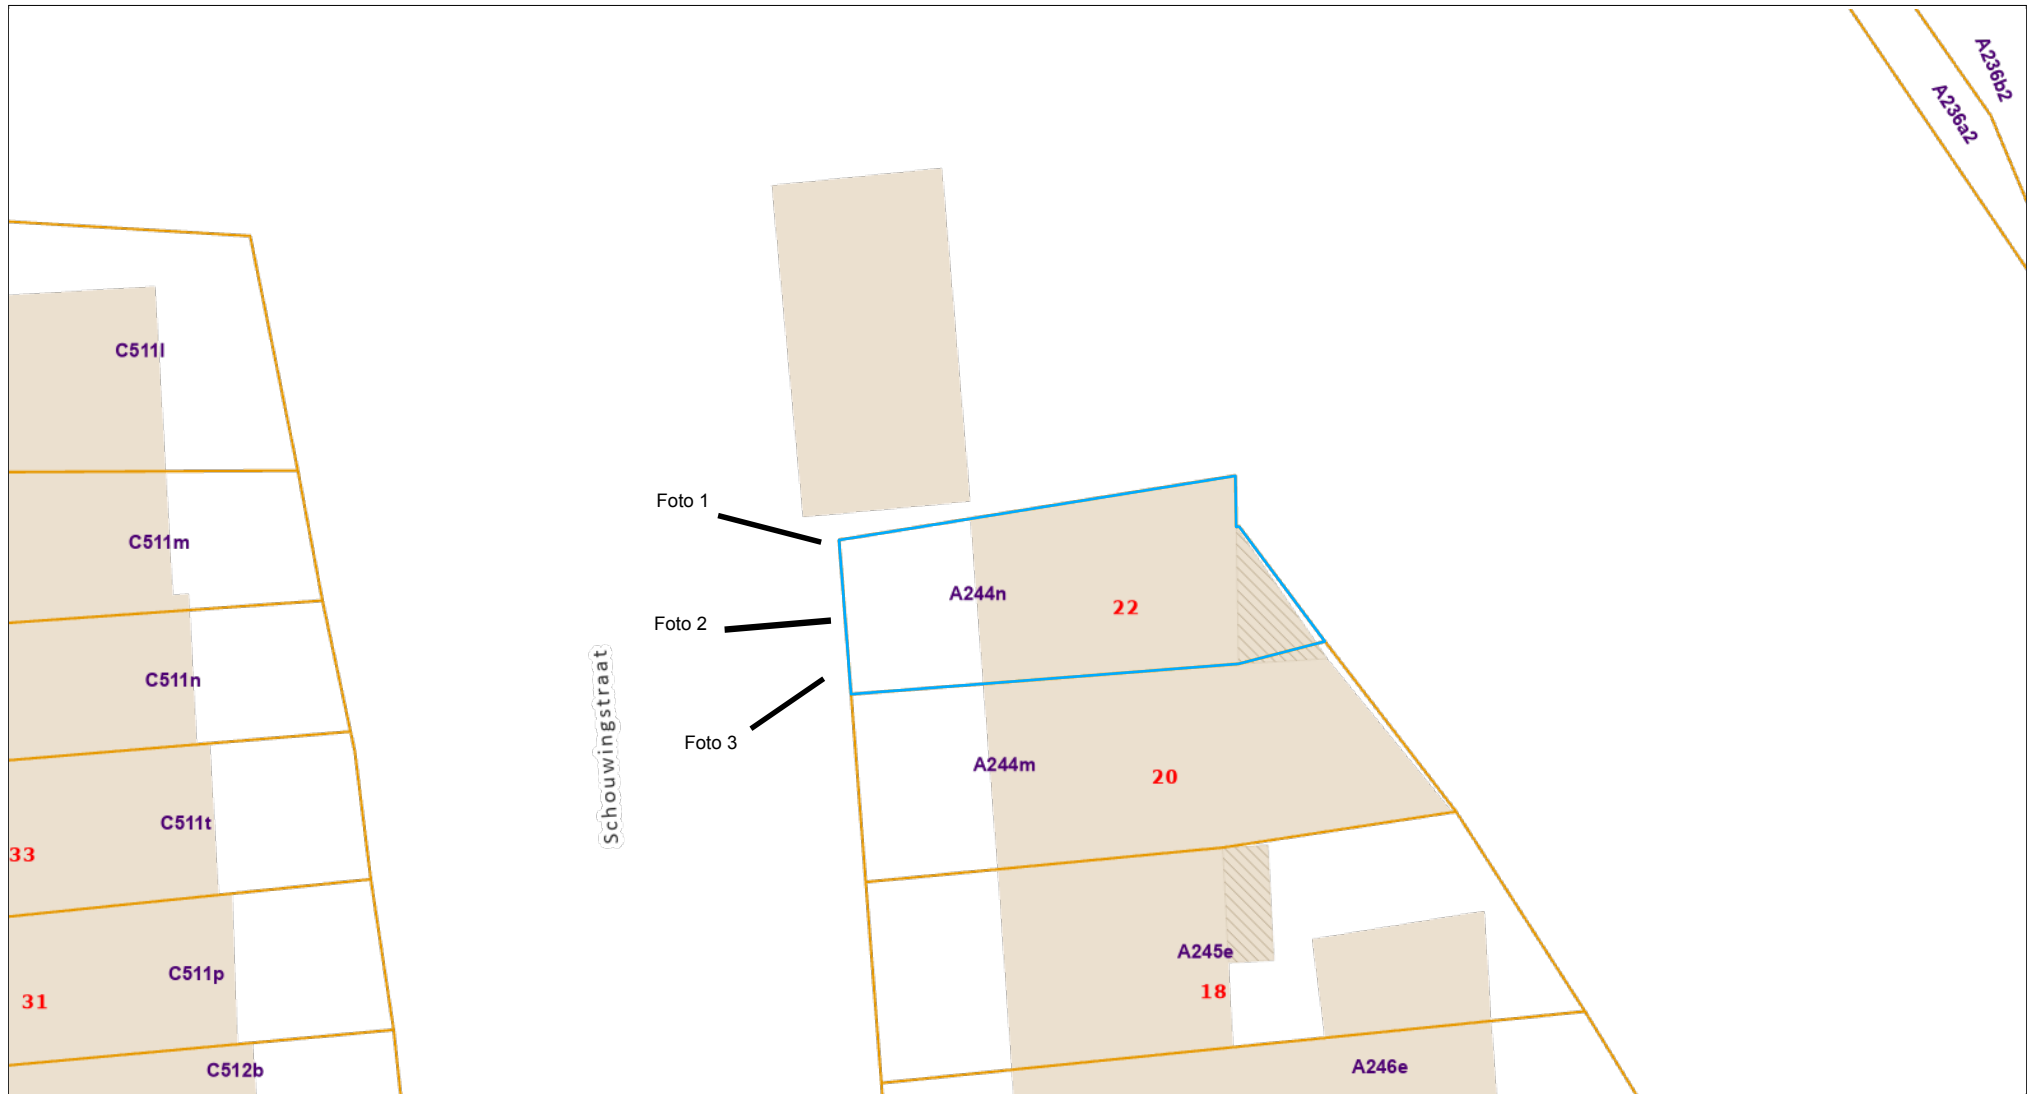 A236b2
A236a2
C511l
Foto 1
C511m
A244n
22
Foto 2
Schouwingstraat
C511n
Foto 3
A244m
20
C511t
33
A245e
C511p
18
31
C512b
A246e